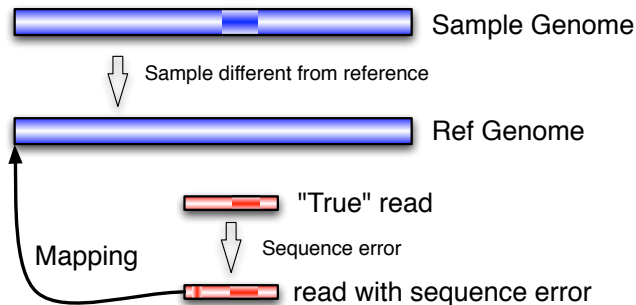 Sample Genome
Sample different from reference
Ref Genome
"True" read
Sequence error
Mapping
read with sequence error